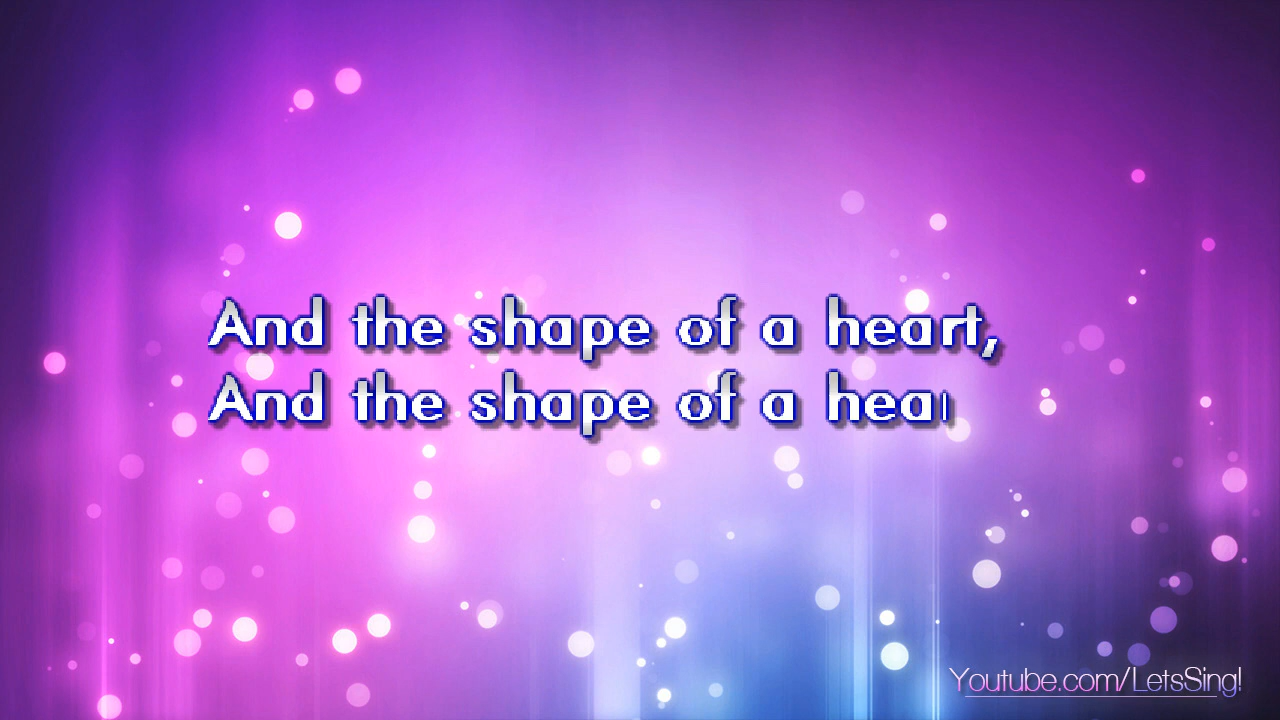 And the shape of a heart,
And the shape of a hea
Youtube.com/LetsSing!